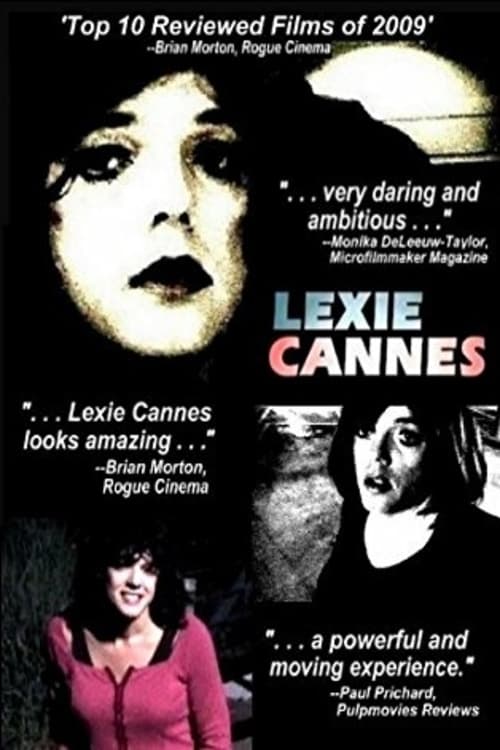 'Top 10 Reviewed Films of 2009'
--Brian Morton, Rogue Cinema
". . . very daring and
ambitious . . ."
--Monika DeLeeuw-Taylor,
Microfilmmaker Magazine
LEXIE
CANNES
". . . Lexie Cannes
looks amazing . . ."
--Brian Morton,
Rogue Cinema
". . . a powerful and
moving experience."
--Paul Prichard,
Pulpmovies Reviews